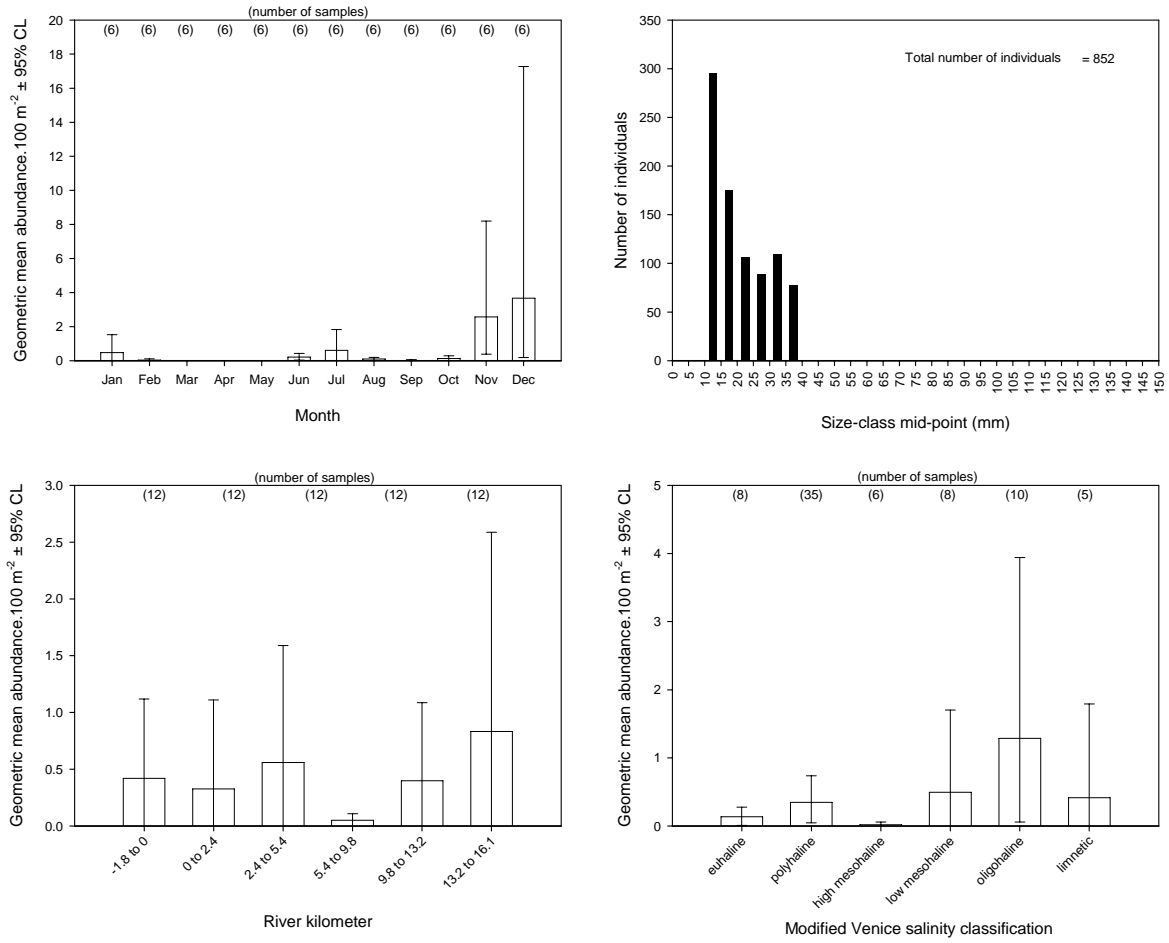 (number of samples)
(6) (6) (6) (6) (6) (6) (6) (6) (6) (6) (6) (6)
Geometric mean abundance.100 m⁻² ± 95% CL
20
18
16
14
12
10
8
6
4
2
0
Jan Feb Mar Apr May Jun Jul Aug Sep Oct Nov Dec
Month
Total number of individuals = 852
Number of individuals
350
300
250
200
150
100
50
0
0 5 10 15 20 25 30 35 40 45 50 55 60 65 70 75 80 85 90 95 100 105 110 115 120 125 130 135 140 145 150
Size-class mid-point (mm)
(number of samples)
(12) (12) (12) (12) (12)
Geometric mean abundance.100 m⁻² ± 95% CL
3.0
2.5
2.0
1.5
1.0
0.5
0.0
-1.8 to 0
0 to 2.4
2.4 to 5.4
5.4 to 9.8
9.8 to 13.2
13.2 to 16.1
River kilometer
(number of samples)
(8) (35) (6) (8) (10) (5)
Geometric mean abundance.100 m⁻² ± 95% CL
5
4
3
2
1
0
euhaline
polyhaline
high mesohaline
low mesohaline
oligohaline
limnetic
Modified Venice salinity classification